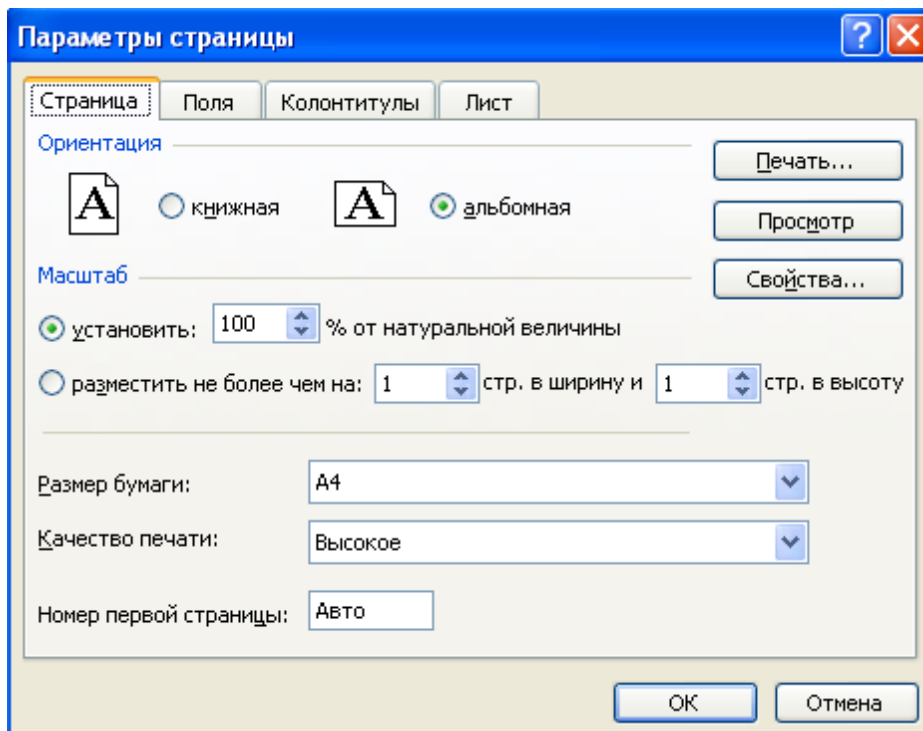 Параметры страницы
Страница Поля Колонтитулы Лист
Ориентация
Печать...
A книжная A альбомная
Просмотр
Масштаб
Свойства...
установить: 100 % от натуральной величины
разместить не более чем на: 1 стр. в ширину и 1 стр. в высоту
Размер бумаги: A4
Качество печати: Высокое
Номер первой страницы: Авто
ОК Отмена